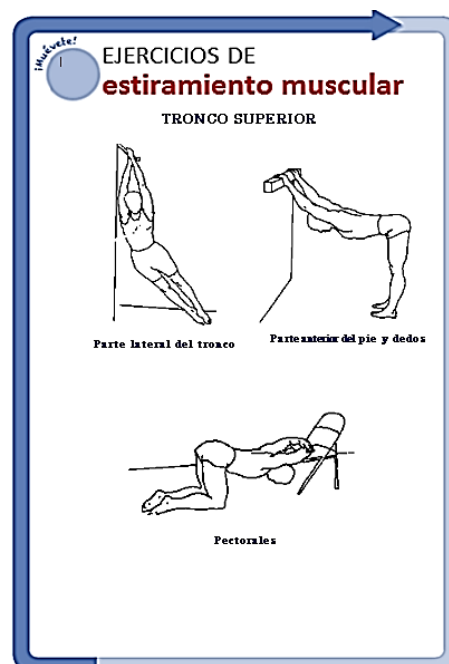 ¡Muévete!
EJERCICIOS DE
estiramiento muscular
TRONCO SUPERIOR
Parte lateral del tronco
Parte anterior del pie y dedos
Pectorales